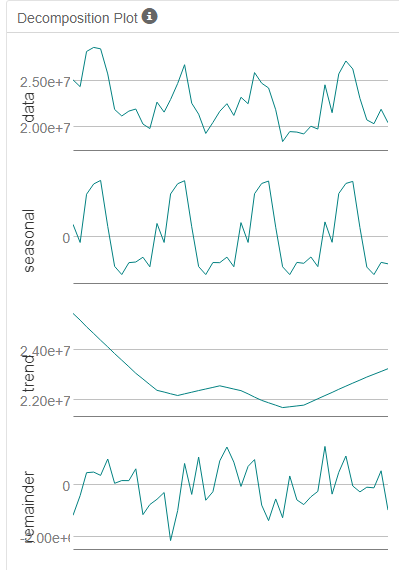 Decomposition Plot
2.50e+7
data
2.00e+7
0
seasonal
2.40e+7
trend
2.20e+7
0
remainder